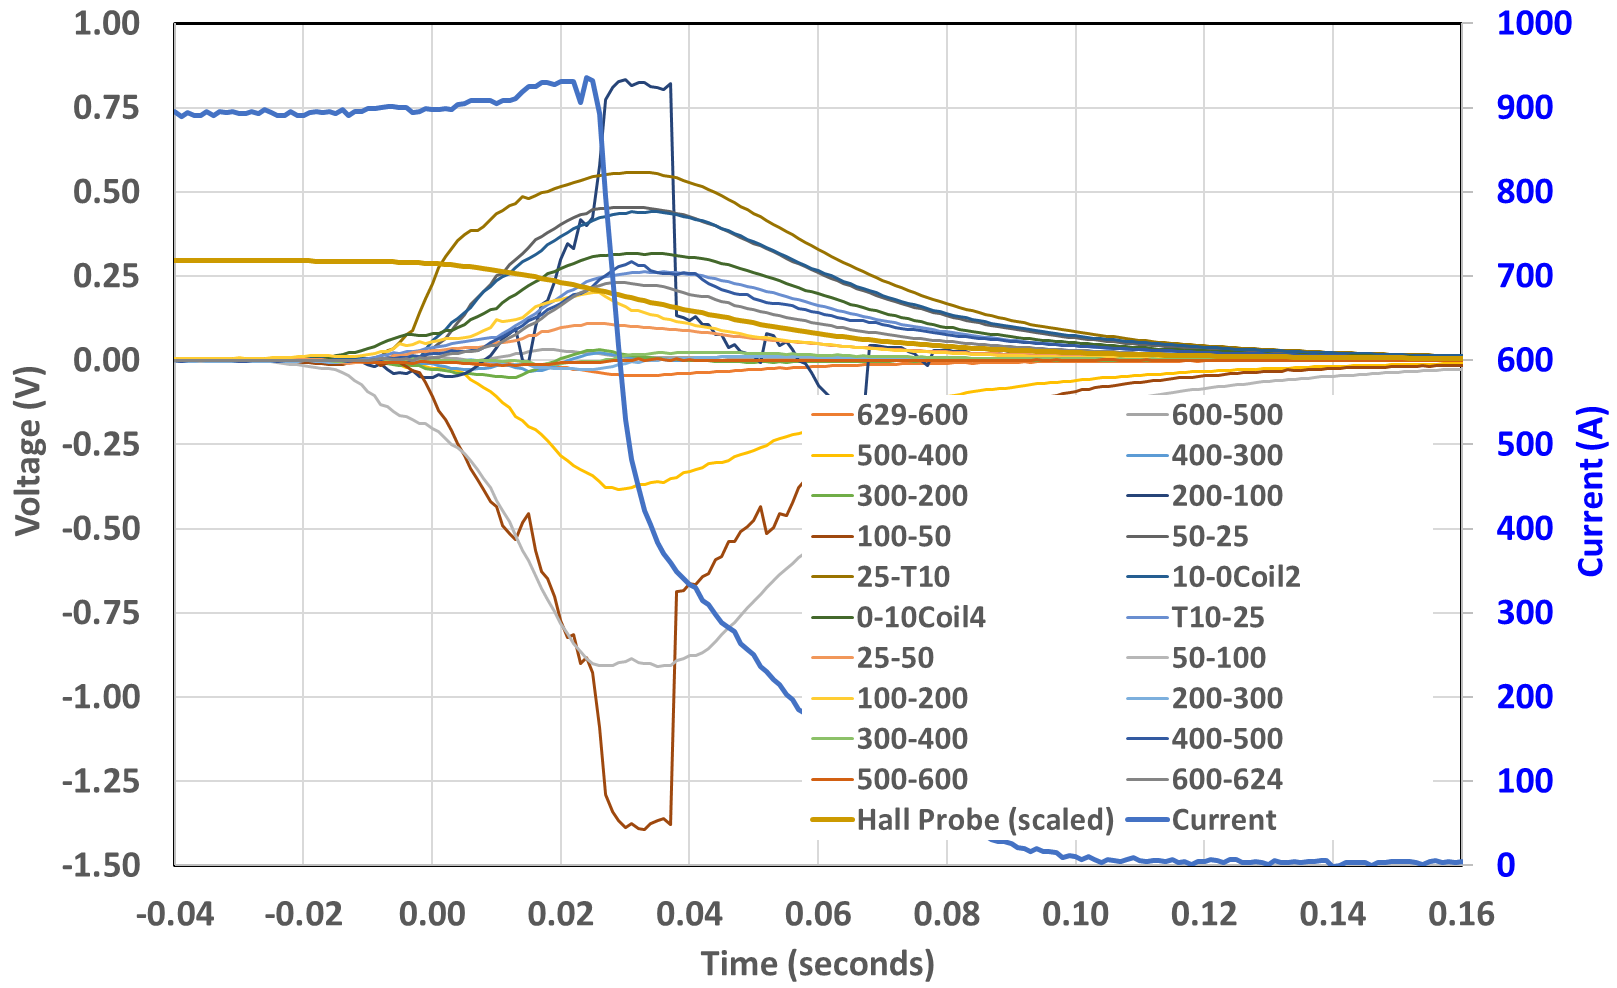 1.00 1000
0.75 900
0.50 800
0.25 700
0.00 600
-0.25 500
-0.50 400
-0.75 300
-1.00 200
-1.25 100
-1.50 0
Voltage (V)
Current (A)
629-600 600-500
500-400 400-300
300-200 200-100
100-50 50-25
25-T10 10-0Coil2
0-10Coil4 T10-25
25-50 50-100
100-200 200-300
300-400 400-500
500-600 600-624
Hall Probe (scaled) Current
-0.04 -0.02 0.00 0.02 0.04 0.06 0.08 0.10 0.12 0.14 0.16
Time (seconds)